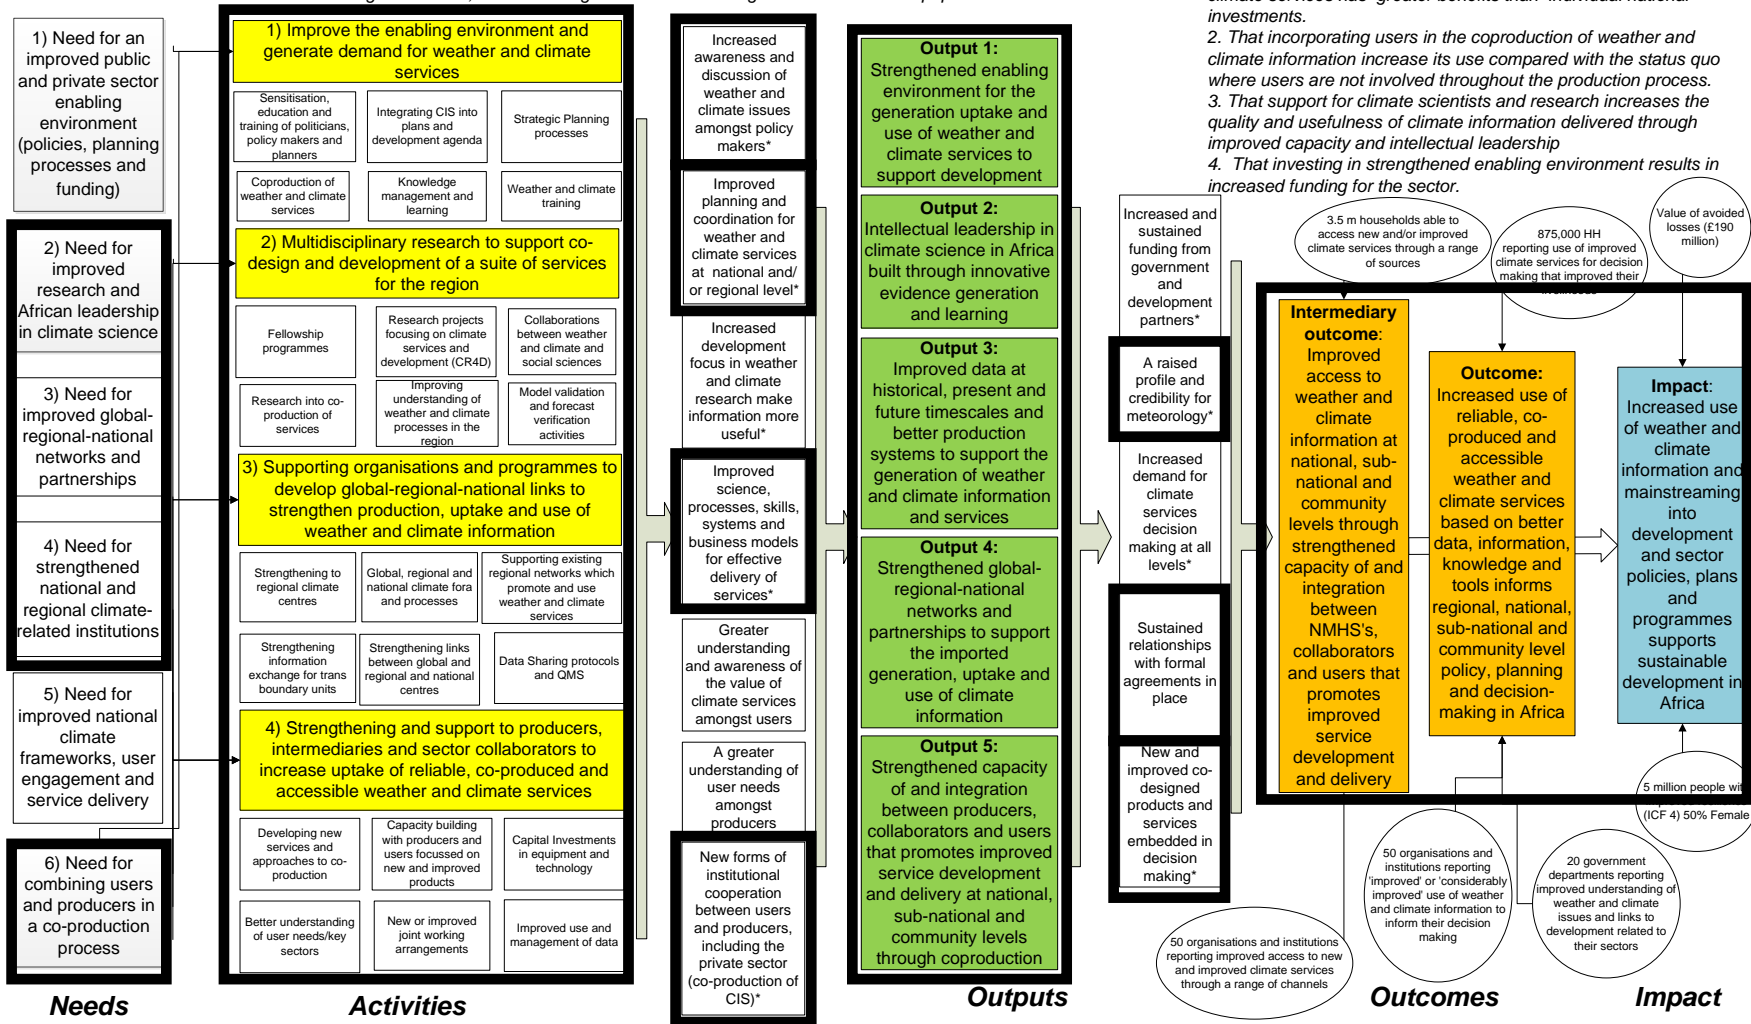 climate services has greater benefits than individual national
investments.
2. That incorporating users in the coproduction of weather and
climate information increase its use compared with the status quo
where users are not involved throughout the production process.
3. That support for climate scientists and research increases the
quality and usefulness of climate information delivered through
improved capacity and intellectual leadership
4. That investing in strengthened enabling environment results in
increased funding for the sector.
1) Need for an
improved public
and private sector
enabling
environment
(policies, planning
processes and
funding)
2) Need for
improved
research and
African leadership
in climate science
3) Need for
improved global-
regional-national
networks and
partnerships
4) Need for
strengthened
national and
regional climate-
related institutions
5) Need for
improved national
climate
frameworks, user
engagement and
service delivery
6) Need for
combining users
and producers in
a co-production
process
Needs
1) Improve the enabling environment and
generate demand for weather and climate
services
Sensitisation,
education and
training of politicians,
policy makers and
planners
Integrating CIS into
plans and
development agenda
Strategic Planning
processes
Coproduction of
weather and climate
services
Knowledge
management and
learning
Weather and climate
training
2) Multidisciplinary research to support co-
design and development of a suite of services
for the region
Fellowship
programmes
Research projects
focusing on climate
services and
development (CR4D)
Collaborations
between weather
and climate and
social sciences
Research into co-
production of
services
Improving
understanding of
weather and climate
processes in the
region
Model validation
and forecast
verification
activities
3) Supporting organisations and programmes to
develop global-regional-national links to
strengthen production, uptake and use of
weather and climate information
Strengthening to
regional climate
centres
Global, regional and
national climate fora
and processes
Supporting existing
regional networks which
promote and use
weather and climate
services
Strengthening
information
exchange for trans
boundary units
Strengthening links
between global and
regional and national
centres
Data Sharing protocols
and QMS
4) Strengthening and support to producers,
intermediaries and sector collaborators to
increase uptake of reliable, co-produced and
accessible weather and climate services
Developing new
services and
approaches to co-
production
Capacity building
with producers and
users focussed on
new and improved
products
Capital Investments
in equipment and
technology
Better understanding
of user needs/key
sectors
New or improved
joint working
arrangements
Improved use and
management of data
Activities
Increased
awareness and
discussion of
weather and
climate issues
amongst policy
makers*
Improved
planning and
coordination for
weather and
climate services
at national and/
or regional level*
Increased
development
focus in weather
and climate
research make
information more
useful*
Improved
science,
processes, skills,
systems and
business models
for effective
delivery of
services*
Greater
understanding
and awareness of
the value of
climate services
amongst users
A greater
understanding of
user needs
amongst
producers
New forms of
institutional
cooperation
between users
and producers,
including the
private sector
(co-production of
CIS)*
Output 1:
Strengthened enabling
environment for the
generation uptake and
use of weather and
climate services to
support development
Output 2:
Intellectual leadership in
climate science in Africa
built through innovative
evidence generation
and learning
Output 3:
Improved data at
historical, present and
future timescales and
better production
systems to support the
generation of weather
and climate information
and services
Output 4:
Strengthened global-
regional-national
networks and
partnerships to support
the imported
generation, uptake and
use of climate
information
Output 5:
Strengthened capacity
of and integration
between producers,
collaborators and users
that promotes improved
service development
and delivery at national,
sub-national and
community levels
through coproduction
Outputs
Increased and
sustained
funding from
government
and
development
partners*
A raised
profile and
credibility for
meteorology*
Increased
demand for
climate
services
decision
making at all
levels*
Sustained
relationships
with formal
agreements in
place
New and
improved co-
designed
products and
services
embedded in
decision
making*
3.5 m households able to
access new and/or improved
climate services through a range
of sources
875,000 HH
reporting use of improved
climate services for decision
making that improved their
Value of avoided
losses (£190
million)
Intermediary
outcome:
Improved
access to
weather and
climate
information at
national, sub-
national and
community
levels through
strengthened
capacity of and
integration
between
NMHS's,
collaborators
and users that
promotes
improved
service
development
and delivery
Outcome:
Increased use of
reliable, co-
produced and
accessible
weather and
climate services
based on better
data, information,
knowledge and
tools informs
regional, national,
sub-national and
community level
policy, planning
and decision-
making in Africa
Impact:
Increased use
of weather and
climate
information and
mainstreaming
into
development
and sector
policies, plans
and
programmes
supports
sustainable
development in
Africa
5 million people with
(ICF 4) 50% Female
50 organisations and
institutions reporting
'improved' or 'considerably
improved' use of weather
and climate information to
inform their decision
making
20 government
departments reporting
improved understanding of
weather and climate
issues and links to
development related to
their sectors
50 organisations and institutions
reporting improved access to new
and improved climate services
through a range of channels
Outcomes
Impact